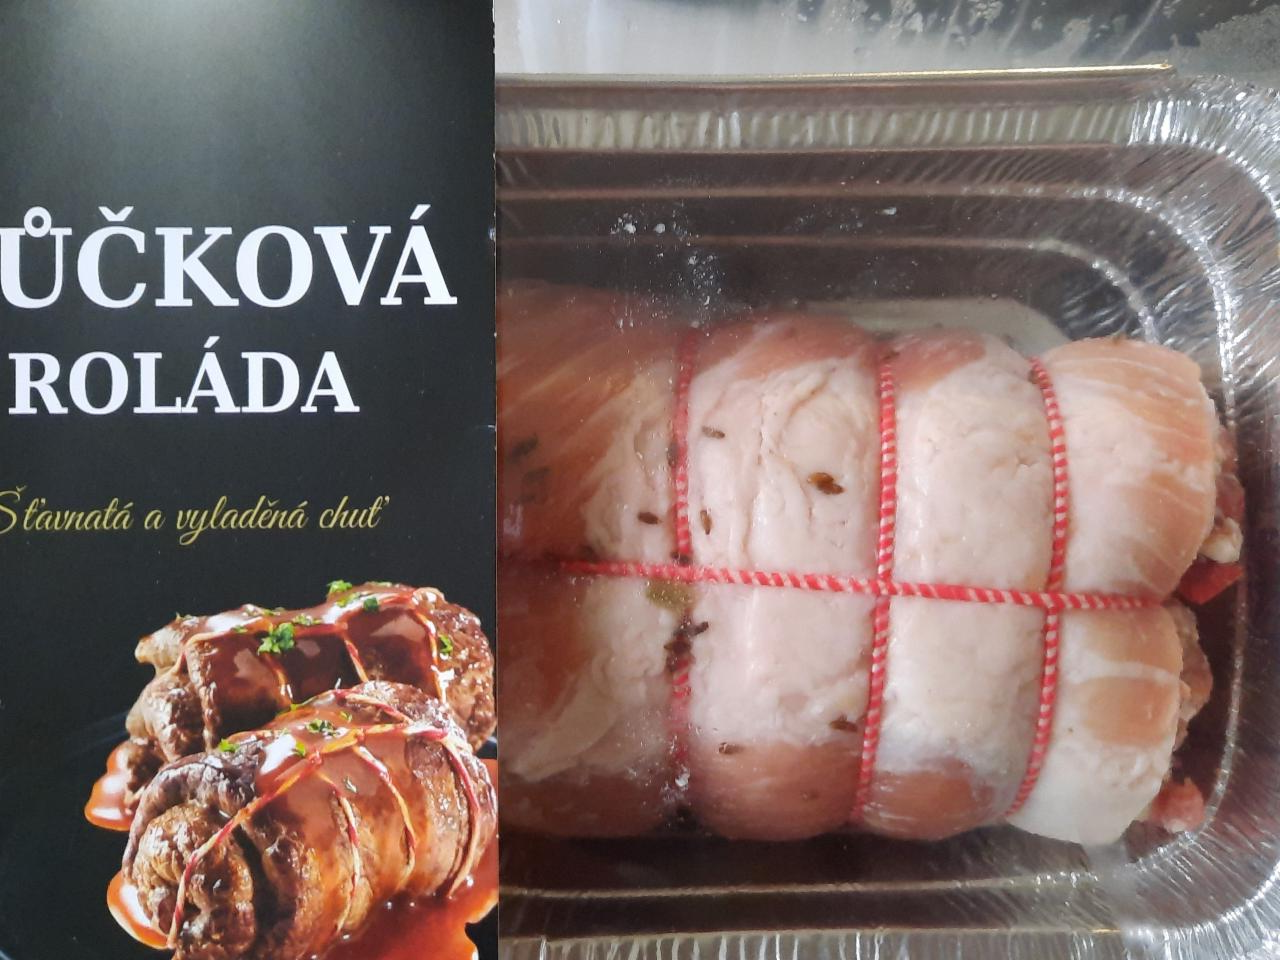 ŮČKOVÁ
ROLÁDA
Šťavnatá a vyladěná chuť